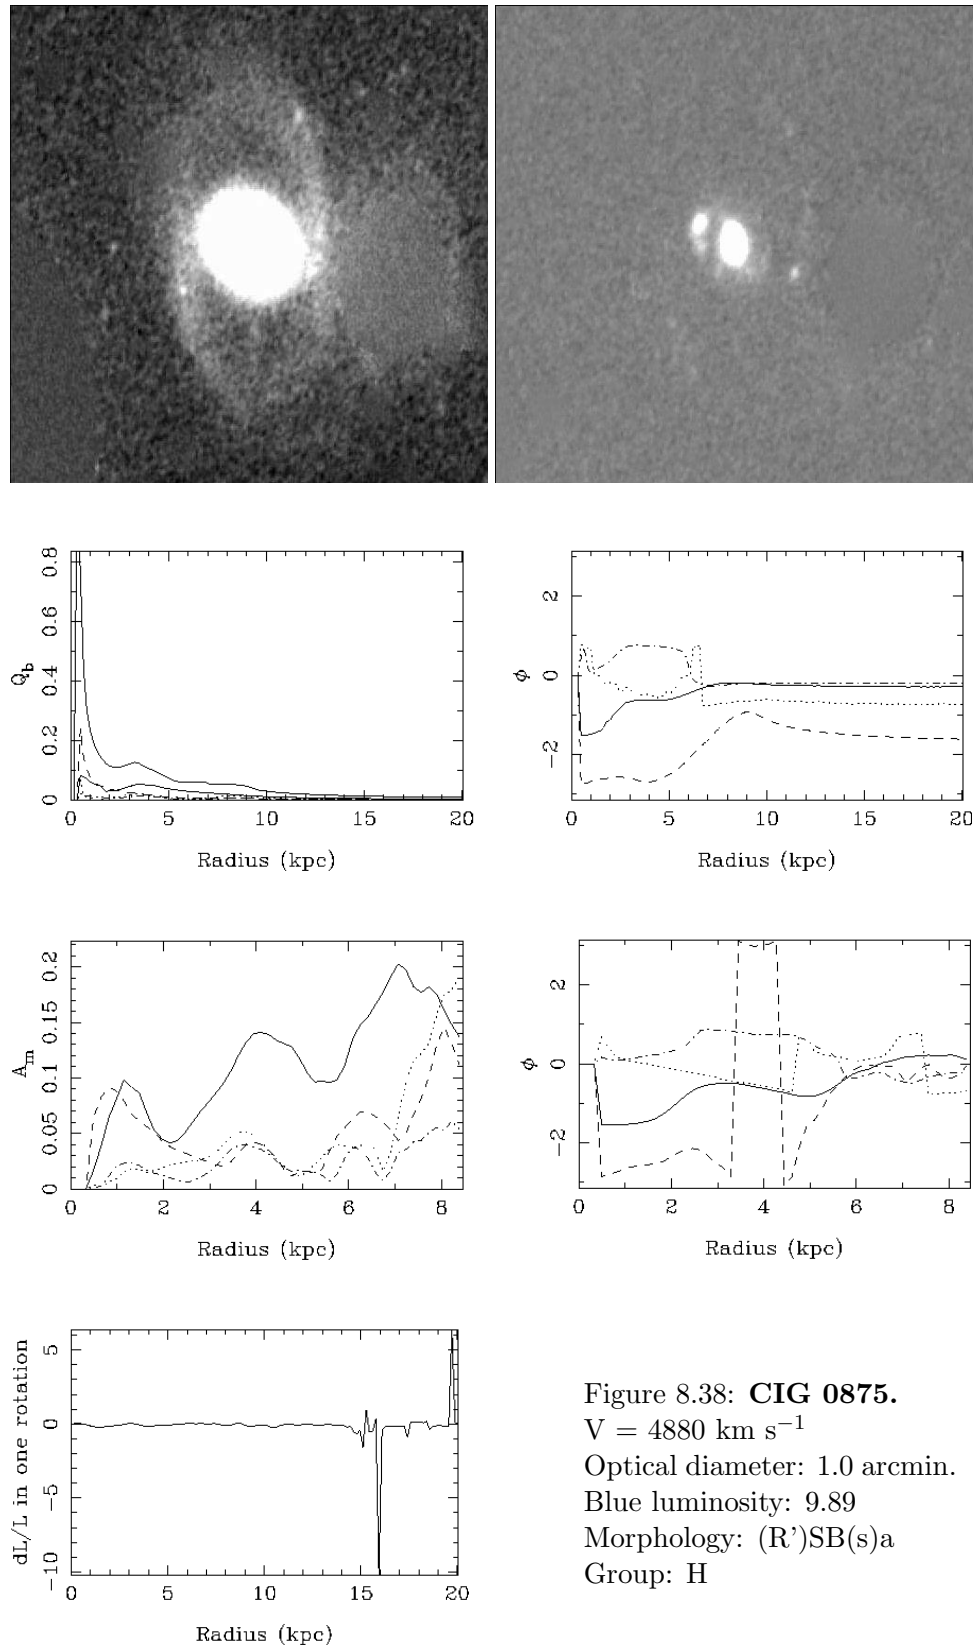 0.8
0.6
0.4
0.2
0
Q_b
0 5 10 15 20
Radius (kpc)
2
0
−2
ϕ
0 5 10 15 20
Radius (kpc)
0.2
0.15
0.1
0.05
0
A_m
0 2 4 6 8
Radius (kpc)
2
0
−2
ϕ
0 2 4 6 8
Radius (kpc)
5
0
−5
−10
dL/L in one rotation
0 5 10 15 20
Radius (kpc)
Figure 8.38: CIG 0875.
V = 4880 km s⁻¹
Optical diameter: 1.0 arcmin.
Blue luminosity: 9.89
Morphology: (R')SB(s)a
Group: H